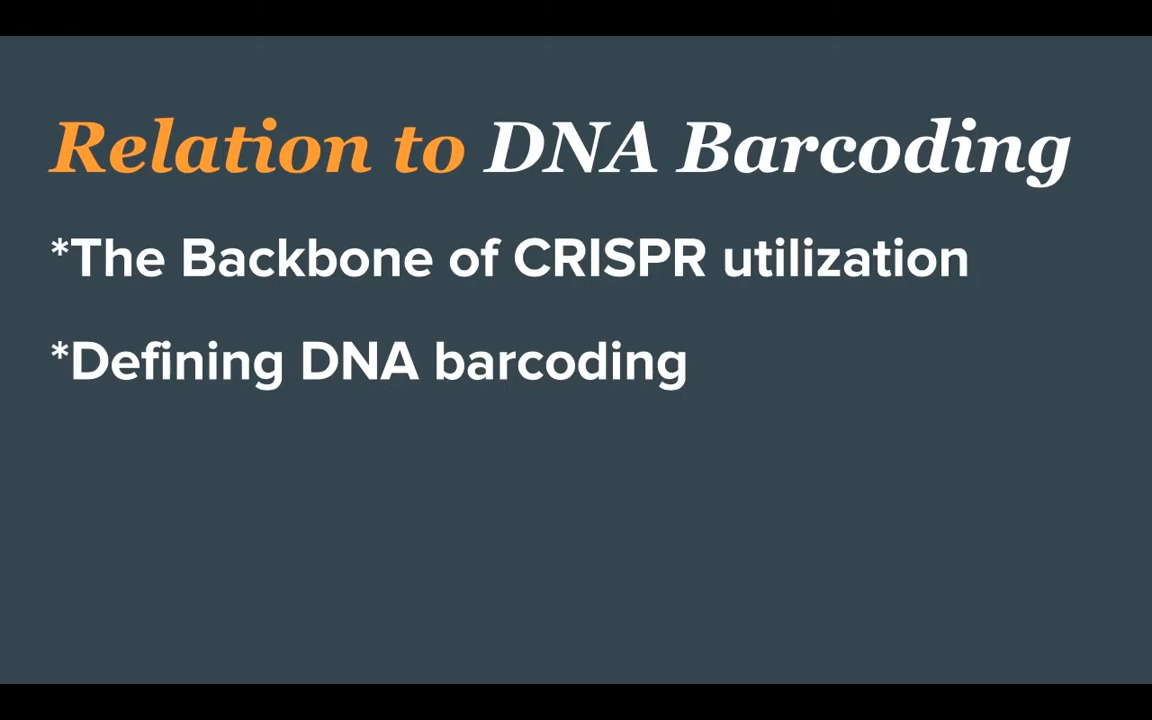 Relation to DNA Barcoding
*The Backbone of CRISPR utilization
*Defining DNA barcoding